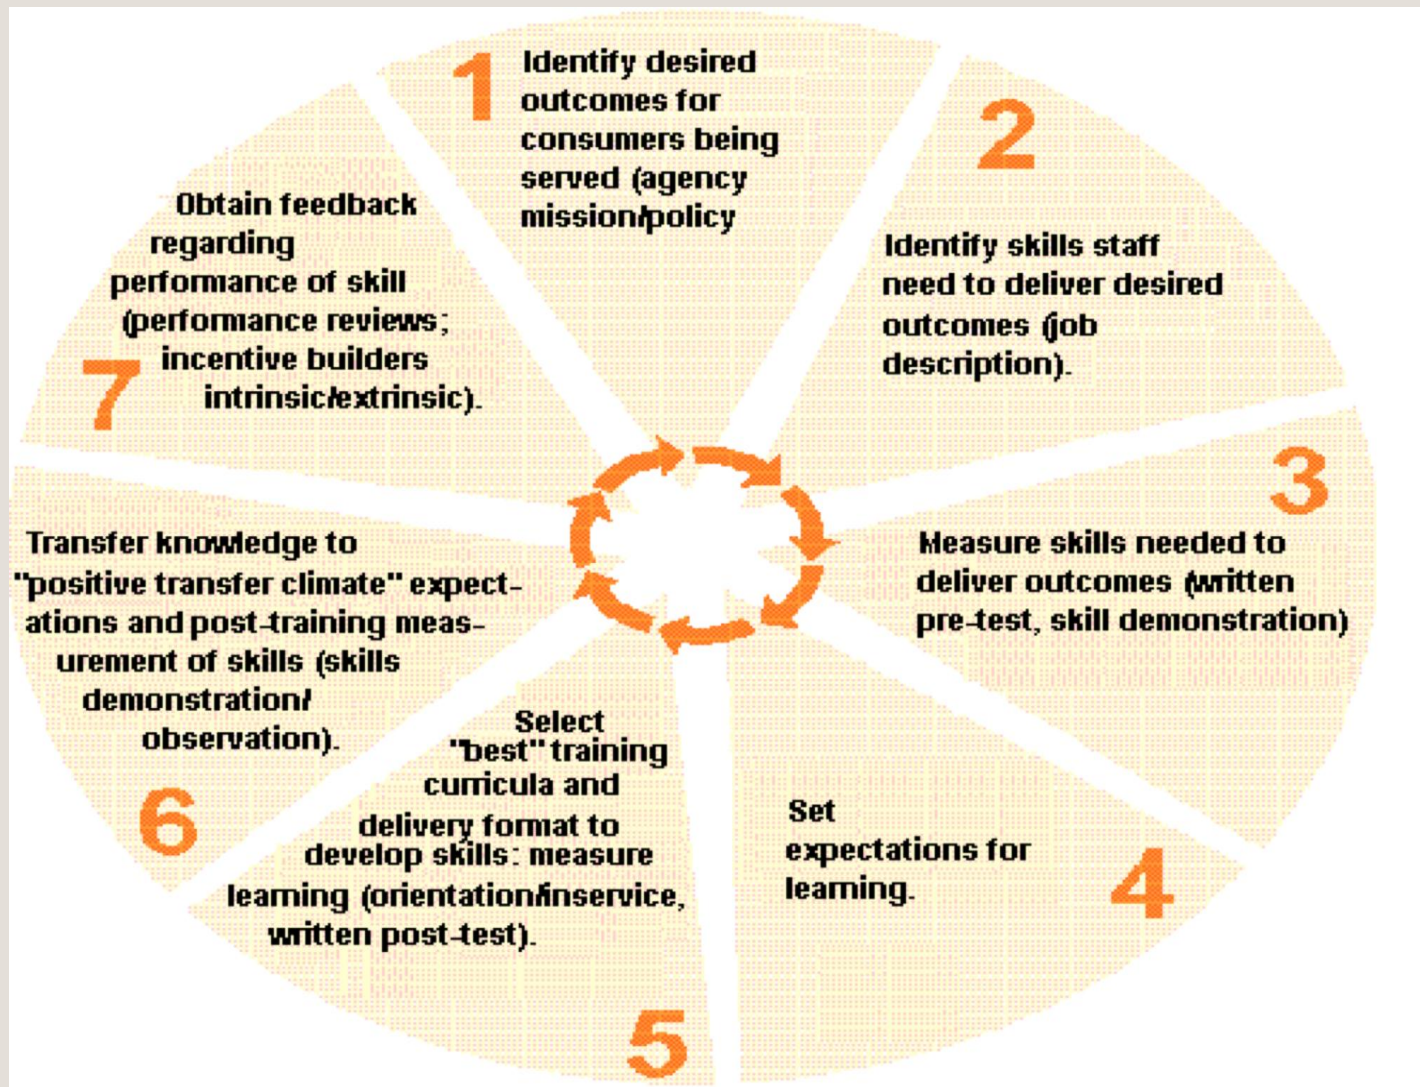 1
Identify desired
outcomes for
consumers being
served (agency
mission/policy
2
Identify skills staff
need to deliver desired
outcomes (job
description).
3
Measure skills needed to
deliver outcomes (written
pre-test, skill demonstration)
4
Set
expectations for
learning.
5
Select
"best" training
curricula and
delivery format to
develop skills: measure
learning (orientation/inservice,
written post-test).
6
Transfer knowledge to
"positive transfer climate" expect-
ations and post-training meas-
urement of skills (skills
demonstration/
observation).
7
Obtain feedback
regarding
performance of skill
(performance reviews;
incentive builders
intrinsic/extrinsic).